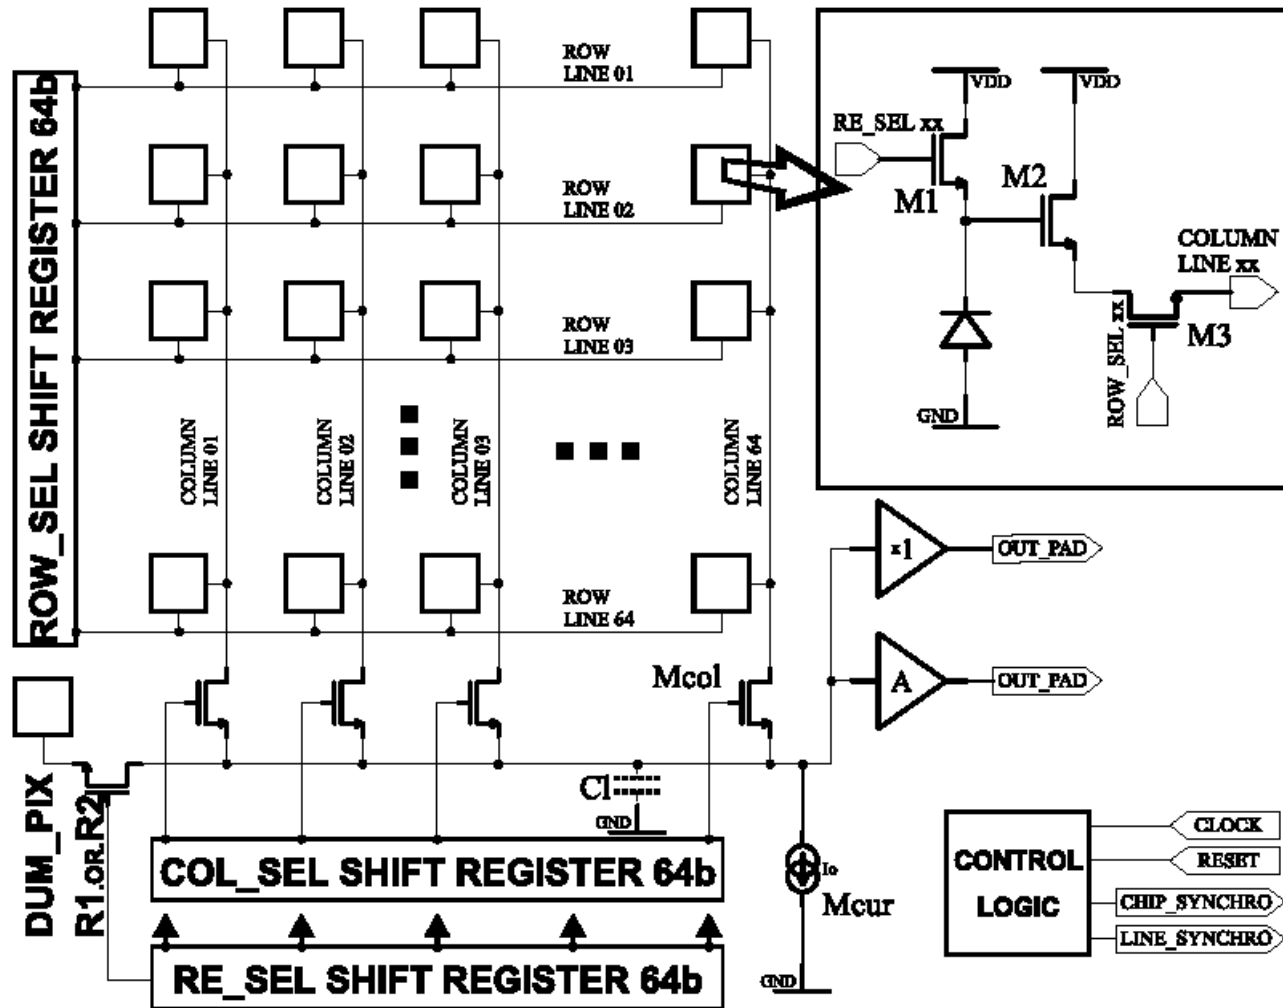 ROW_SEL SHIFT REGISTER 64b
ROW
LINE 01
ROW
LINE 02
ROW
LINE 03
ROW
LINE 64
COLUMN
LINE 01
COLUMN
LINE 02
COLUMN
LINE 03
COLUMN
LINE 64
VDD
VDD
RE_SEL xx
M1
M2
COLUMN
LINE xx
ROW_SEL xx
M3
GND
x1
OUT_PAD
A
OUT_PAD
Mcol
DUM_PIX
R1.OR.R2
Cl
GND
COL_SEL SHIFT REGISTER 64b
RE_SEL SHIFT REGISTER 64b
Io
Mcur
GND
CONTROL
LOGIC
CLOCK
RESET
CHIP_SYNCHRO
LINE_SYNCHRO